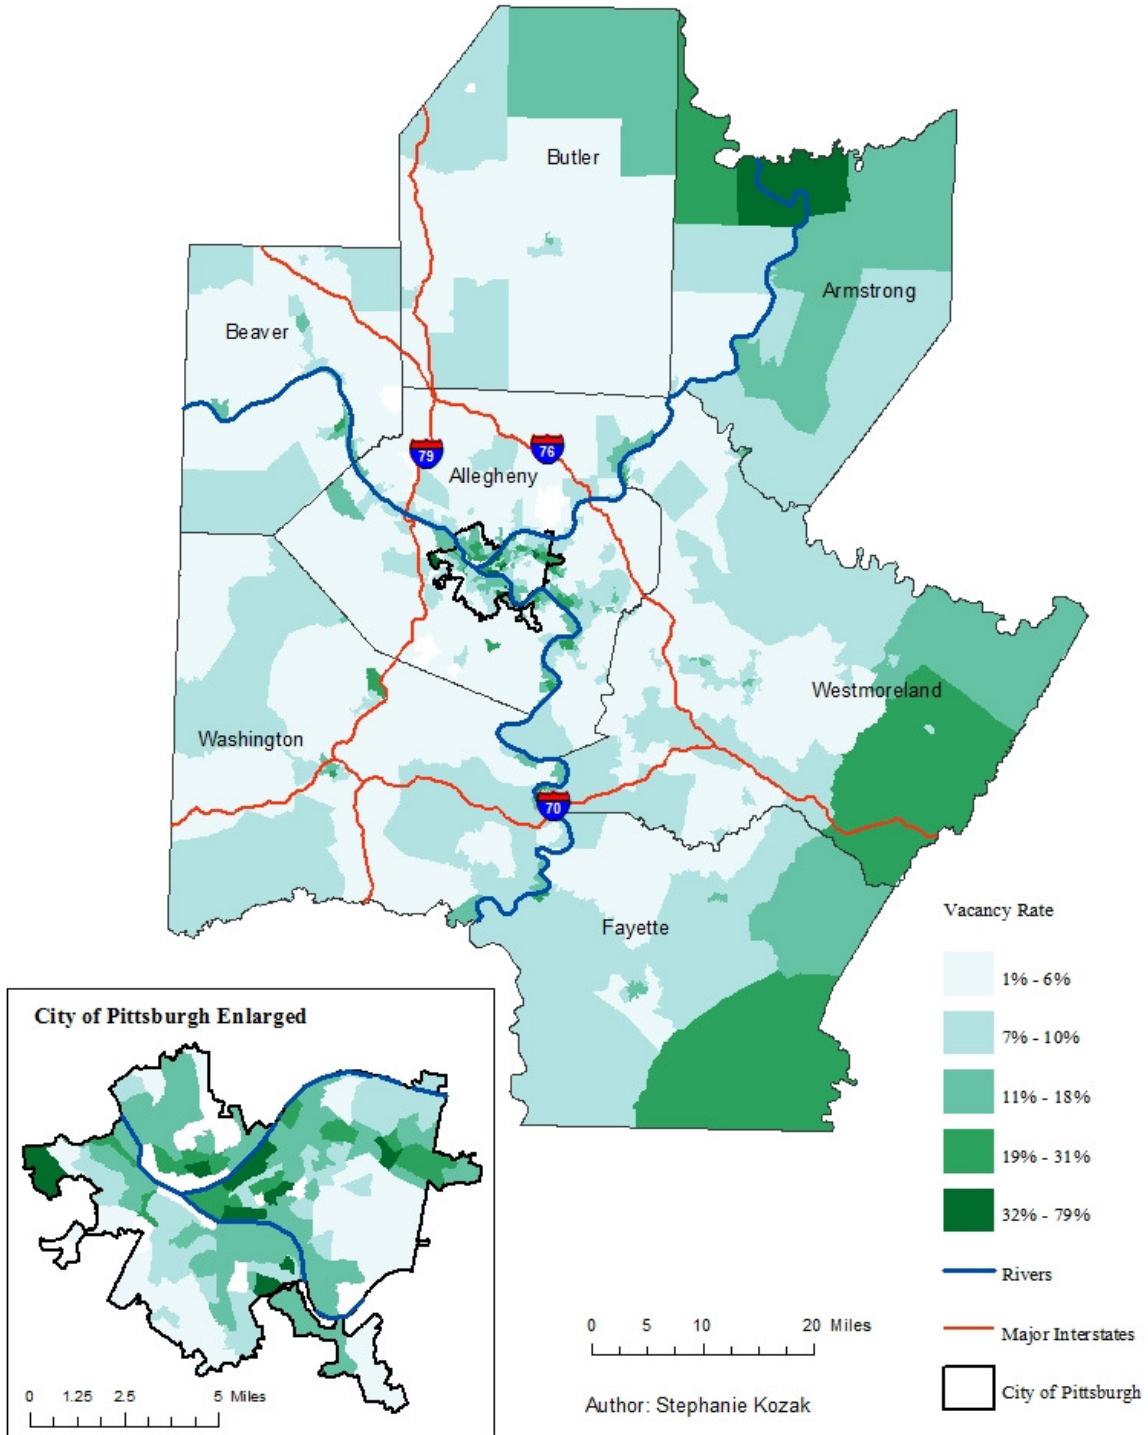 Butler
Armstrong
Beaver
79
76
Allegheny
Westmoreland
Washington
70
Fayette
Vacancy Rate
1% - 6%
7% - 10%
11% - 18%
19% - 31%
32% - 79%
Rivers
Major Interstates
City of Pittsburgh
City of Pittsburgh Enlarged
0 1.25 2.5 5 Miles
0 5 10 20 Miles
Author: Stephanie Kozak